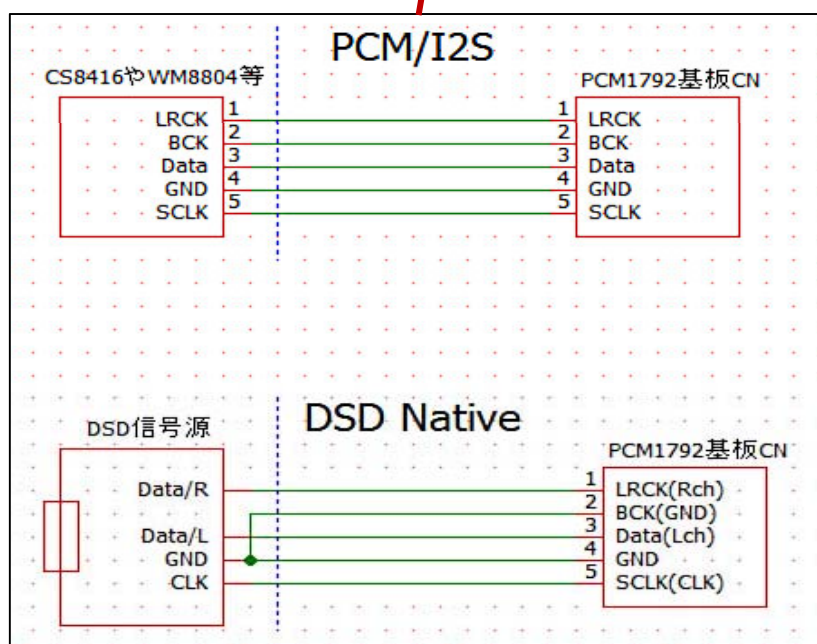 PCM/I2S
CS8416やWM8804等
PCM1792基板CN
LRCK 1
BCK 2
Data 3
GND 4
SCLK 5
1 LRCK
2 BCK
3 Data
4 GND
5 SCLK
DSD Native
DSD信号源
PCM1792基板CN
Data/R
Data/L
GND
CLK
1 LRCK(Rch)
2 BCK(GND)
3 Data(Lch)
4 GND
5 SCLK(CLK)